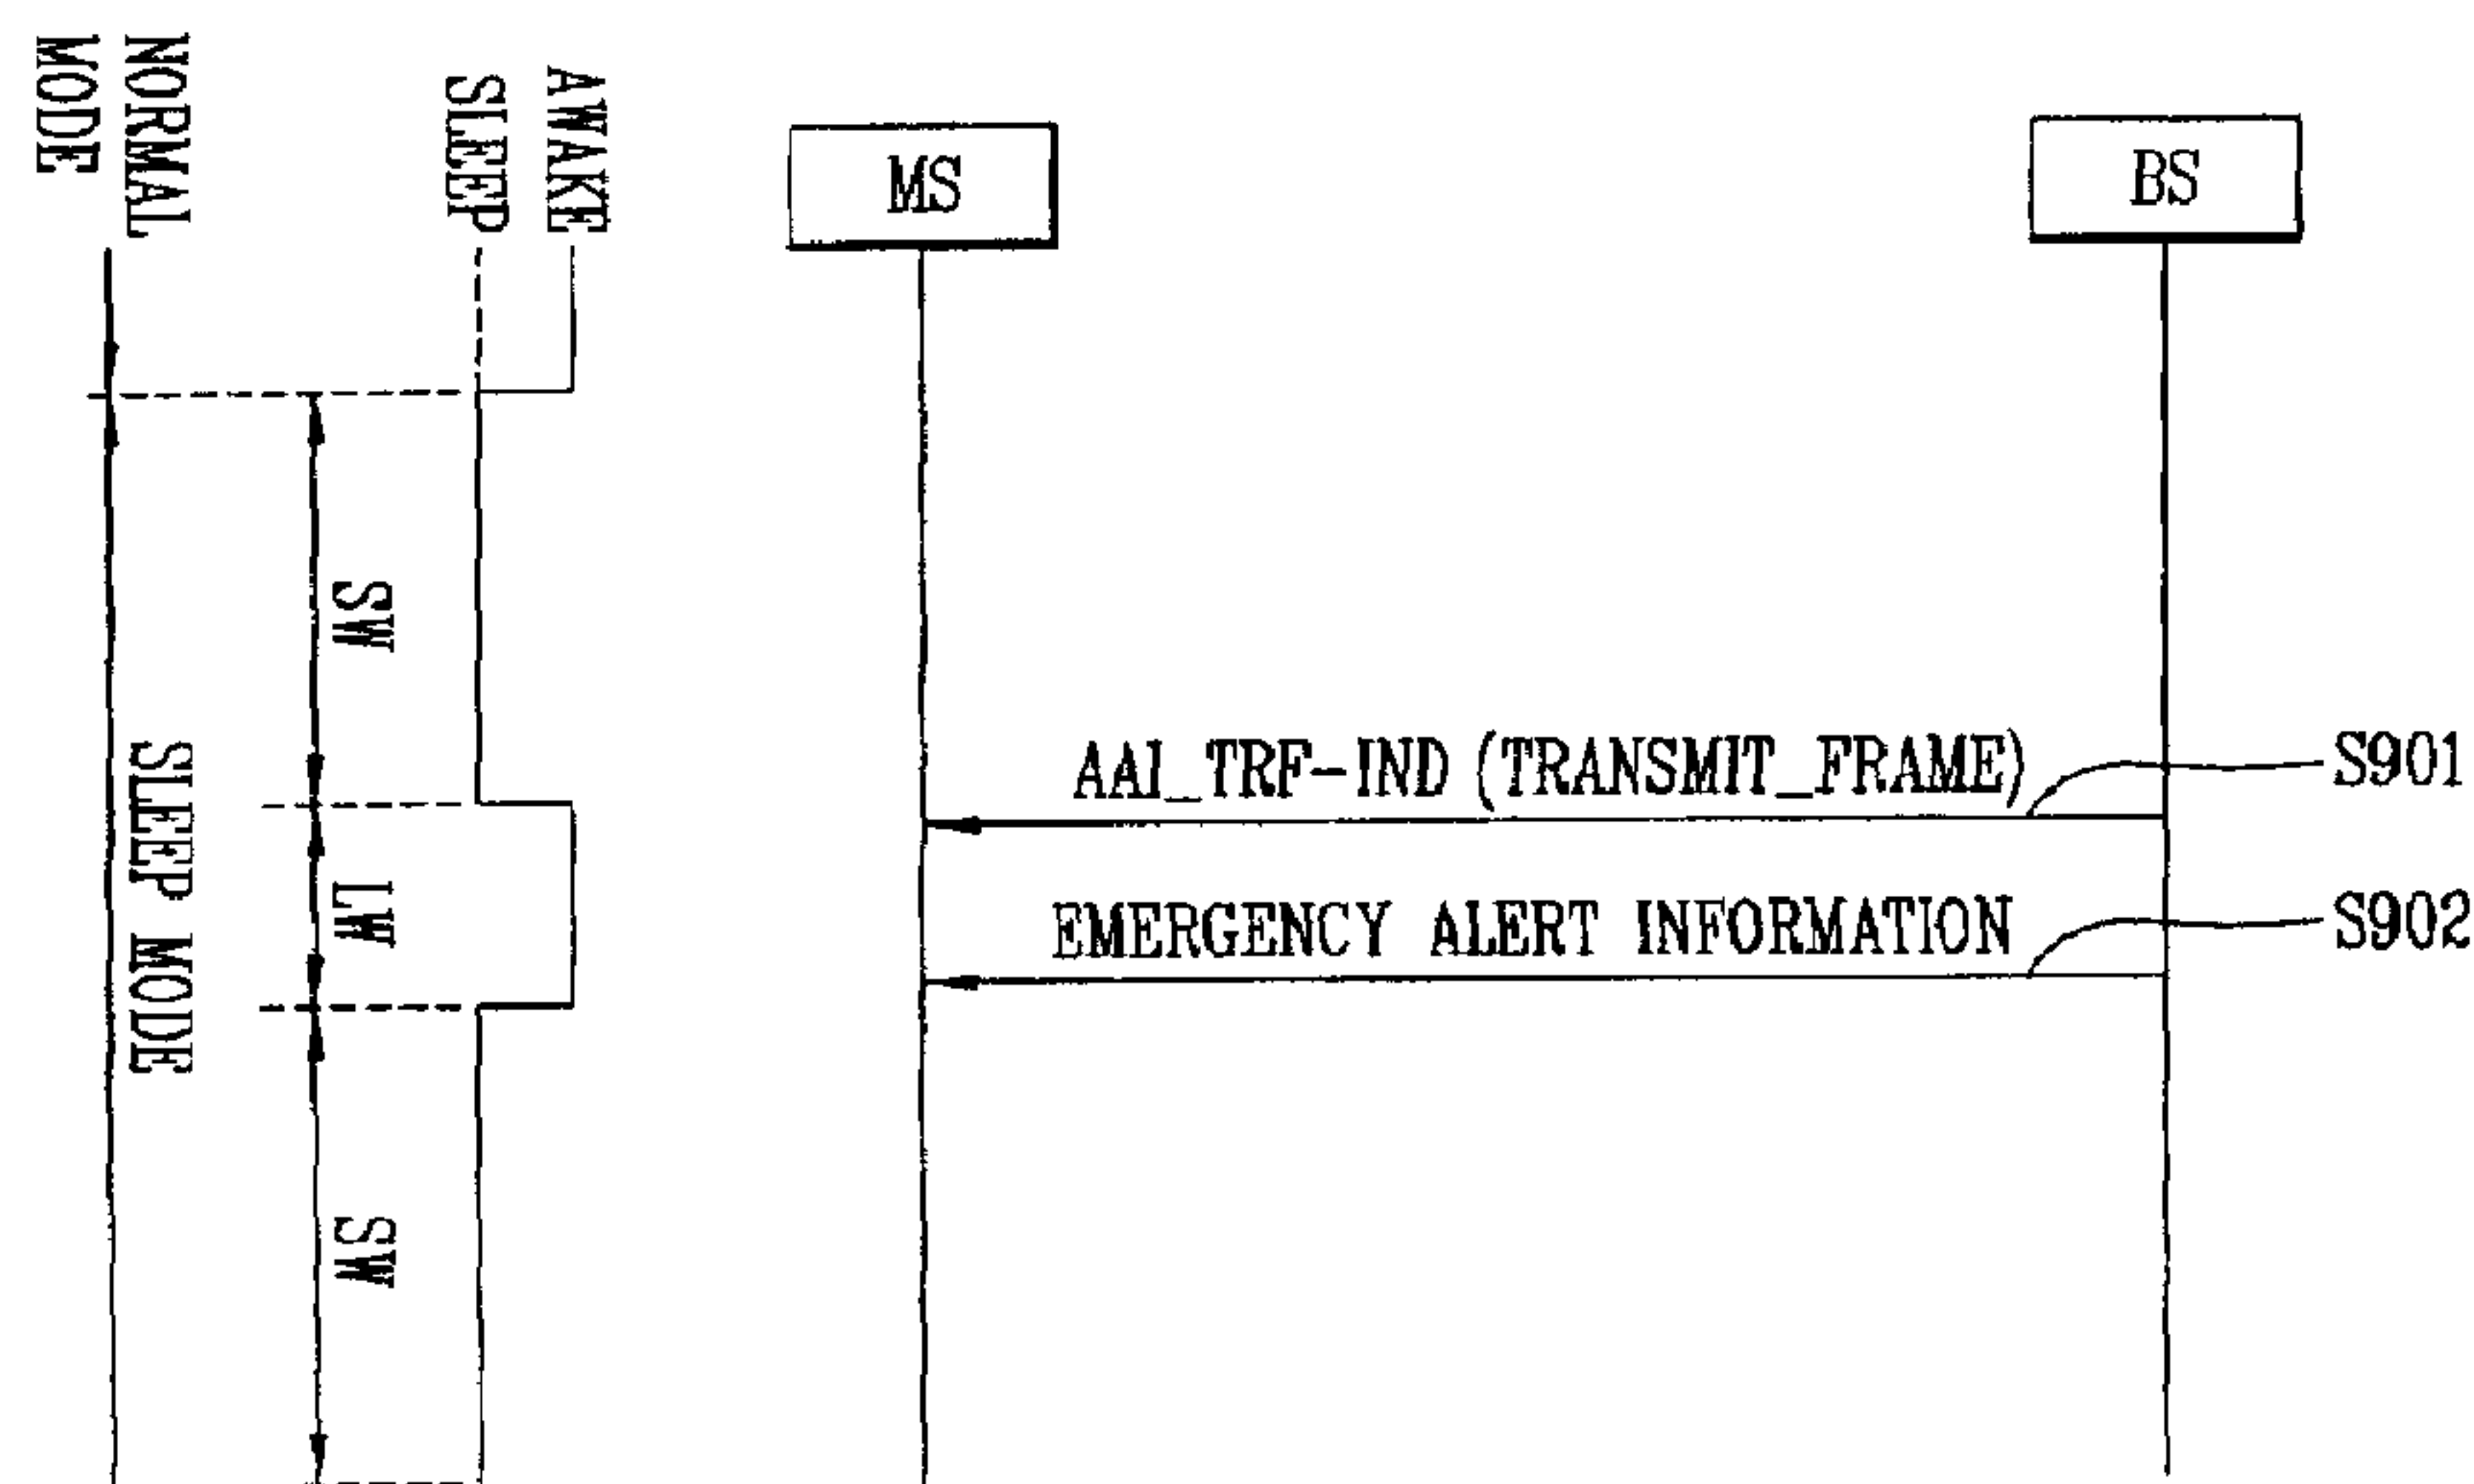 NORMAL
MODE
SLEEP
AWAKE
MS
BS
SW
AAI_TRF-IND (TRANSMIT_FRAME)
S901
SLEEP MODE
LW
EMERGENCY ALERT INFORMATION
S902
SW